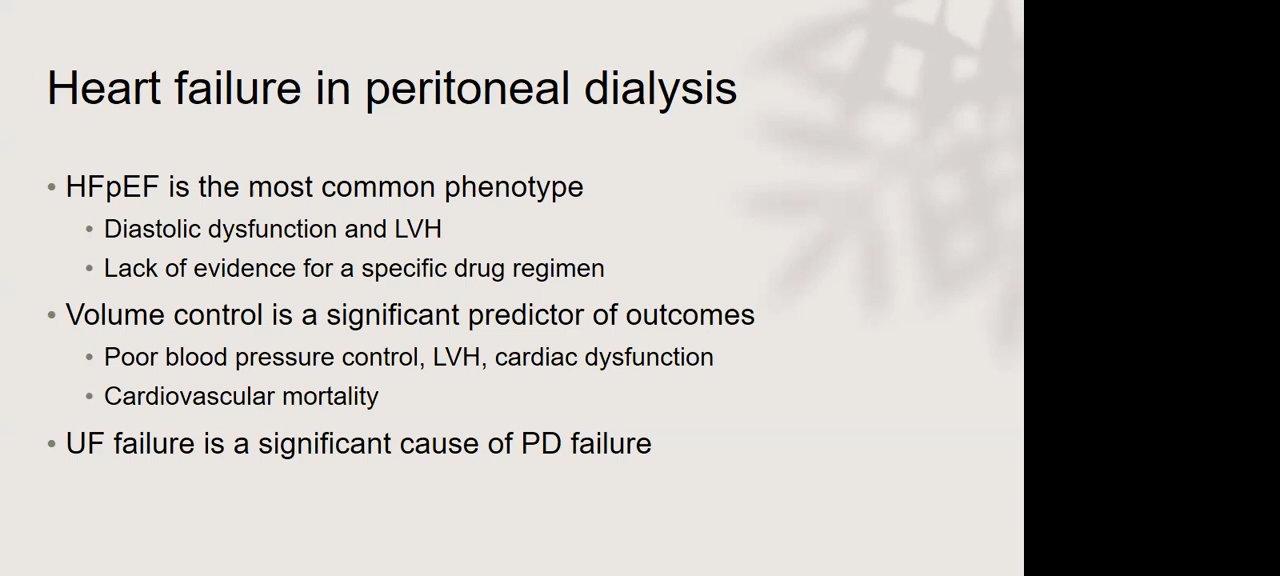 Heart failure in peritoneal dialysis
• HFpEF is the most common phenotype
• Diastolic dysfunction and LVH
• Lack of evidence for a specific drug regimen
• Volume control is a significant predictor of outcomes
• Poor blood pressure control, LVH, cardiac dysfunction
• Cardiovascular mortality
• UF failure is a significant cause of PD failure